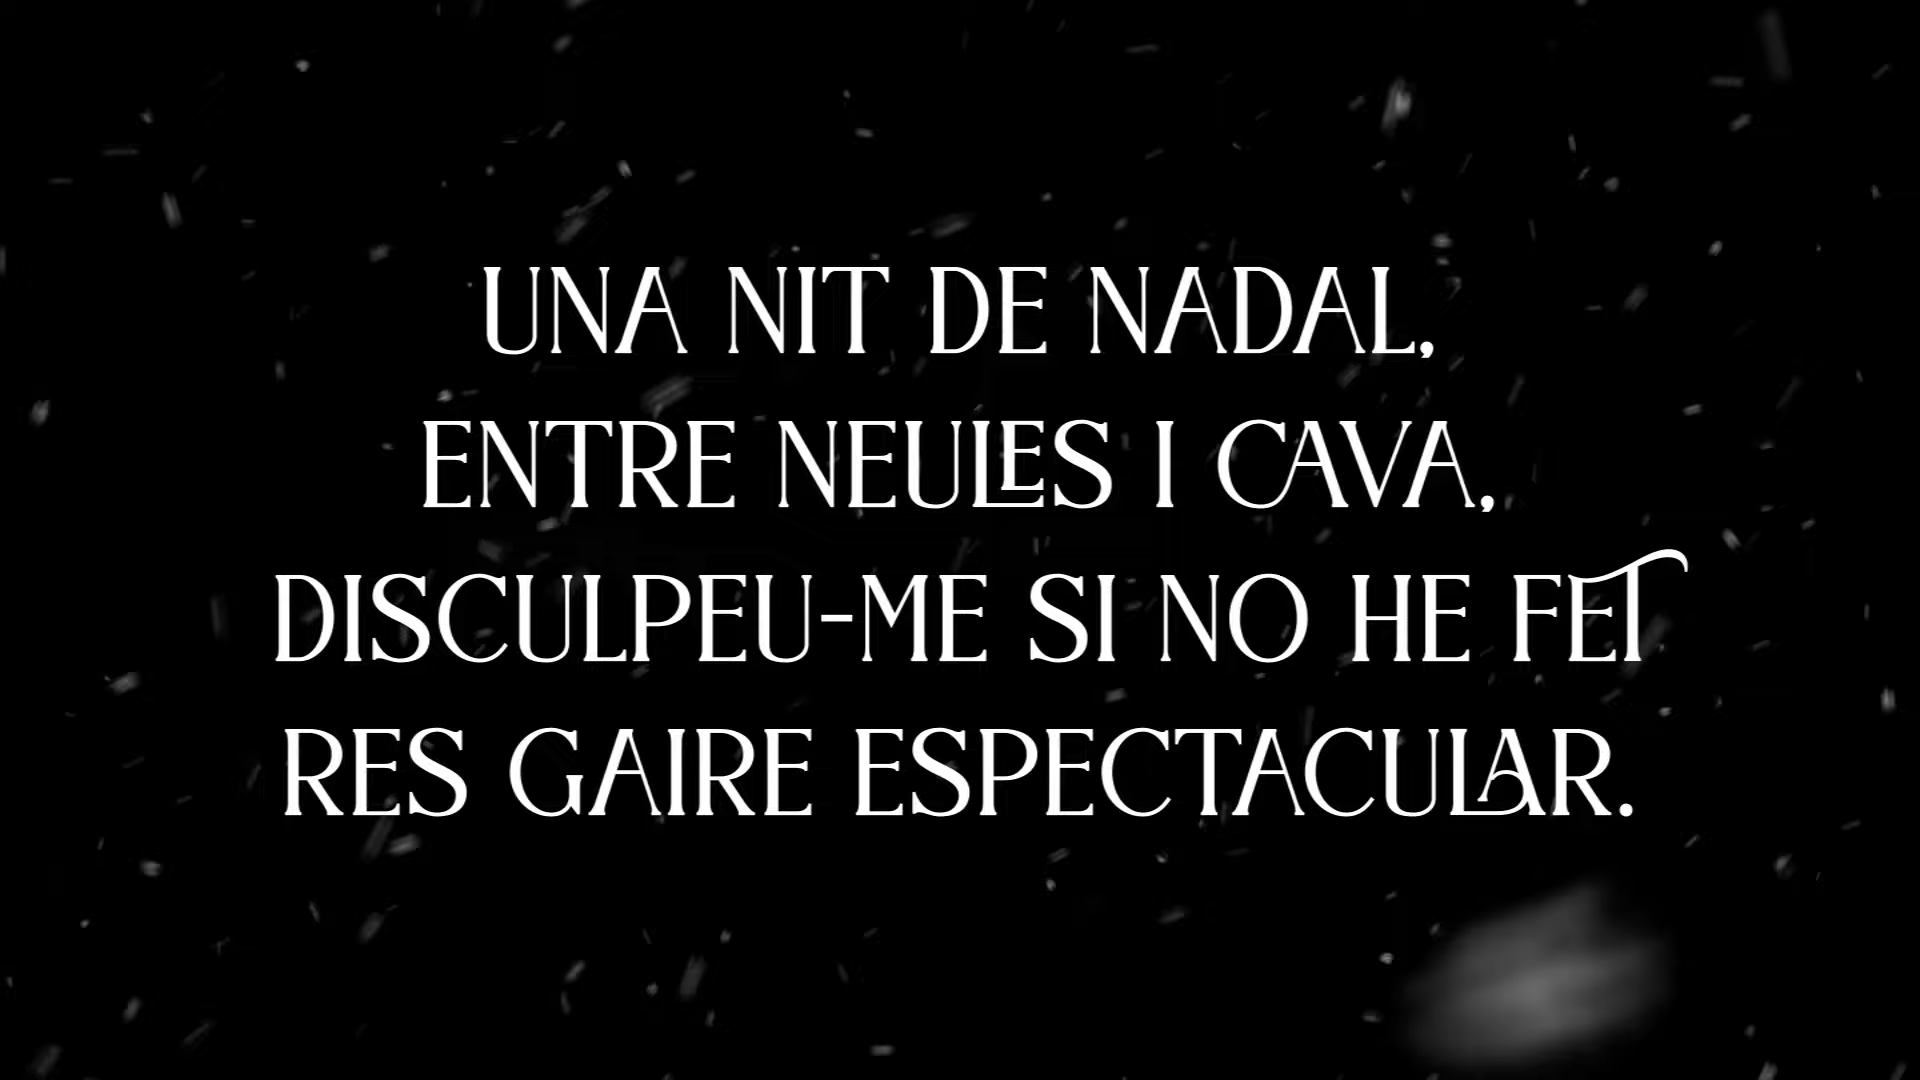 UNA NIT DE NADAL,
ENTRE NEULES I CAVA,
DISCULPEU-ME SI NO HE FET
RES GAIRE ESPECTACULAR.